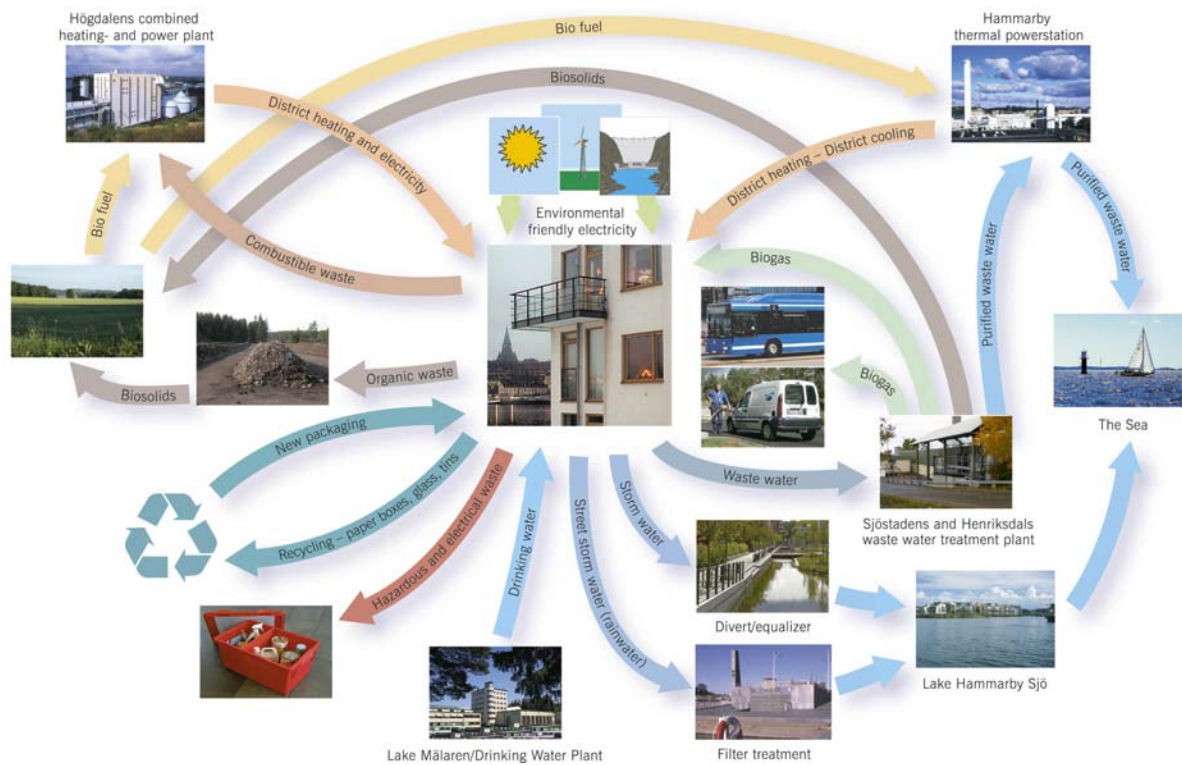 Högdalens combined
heating- and power plant
Bio fuel
Hammarby
thermal powerstation
Biosolids
District heating and electricity
District heating – District cooling
Purified waste water
Environmental
friendly electricity
Bio fuel
Combustible waste
Biogas
Purified waste water
Organic waste
Biosolids
Biogas
The Sea
New packaging
Recycling – paper boxes, glass, tins
Hazardous and electrical waste
Drinking water
Street storm water (rainwater)
Storm water
Waste water
Sjöstadens and Henriksdals
waste water treatment plant
Divert/equalizer
Lake Hammarby Sjö
Lake Mälaren/Drinking Water Plant
Filter treatment